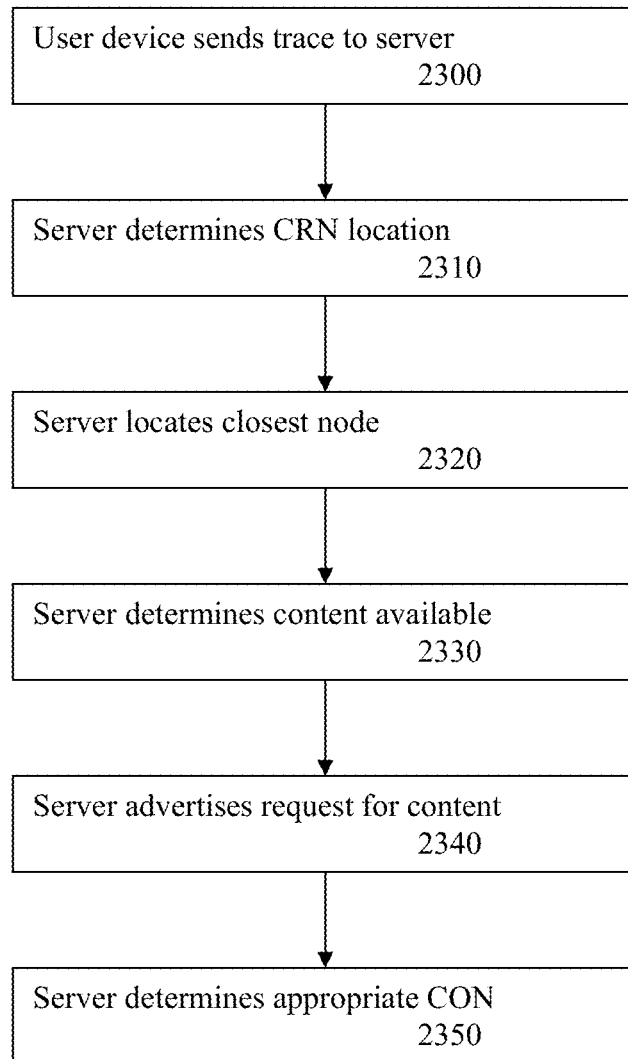 User device sends trace to server
2300
Server determines CRN location
2310
Server locates closest node
2320
Server determines content available
2330
Server advertises request for content
2340
Server determines appropriate CON
2350